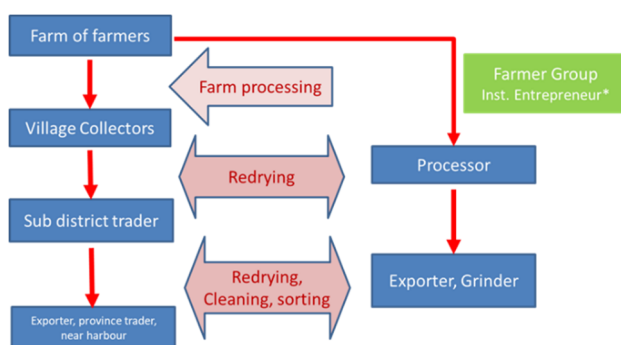 Farm of farmers
Farm processing
Farmer Group
Inst. Entrepreneur*
Village Collectors
Processor
Redrying
Sub district trader
Redrying,
Cleaning, sorting
Exporter, Grinder
Exporter, province trader,
near harbour